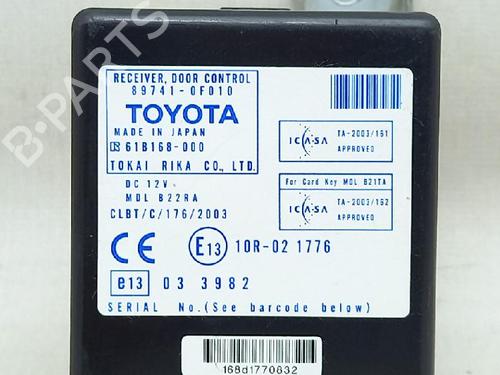 RECEIVER, DOOR CONTROL
89741-0F010
TOYOTA
MADE IN JAPAN
61B168-000
TOKAI RIKA CO., LTD.
DC 12V
MDL B22RA
CLBT/C/176/2003
CE E13 10R-02 1776
e13 03 3982
SERIAL No.(See barcode below)
ICASA
TA-2003/161
APPROVED
For Card Key MDL B21TA
ICASA
TA-2003/162
APPROVED
168d1770832
B-PARTS